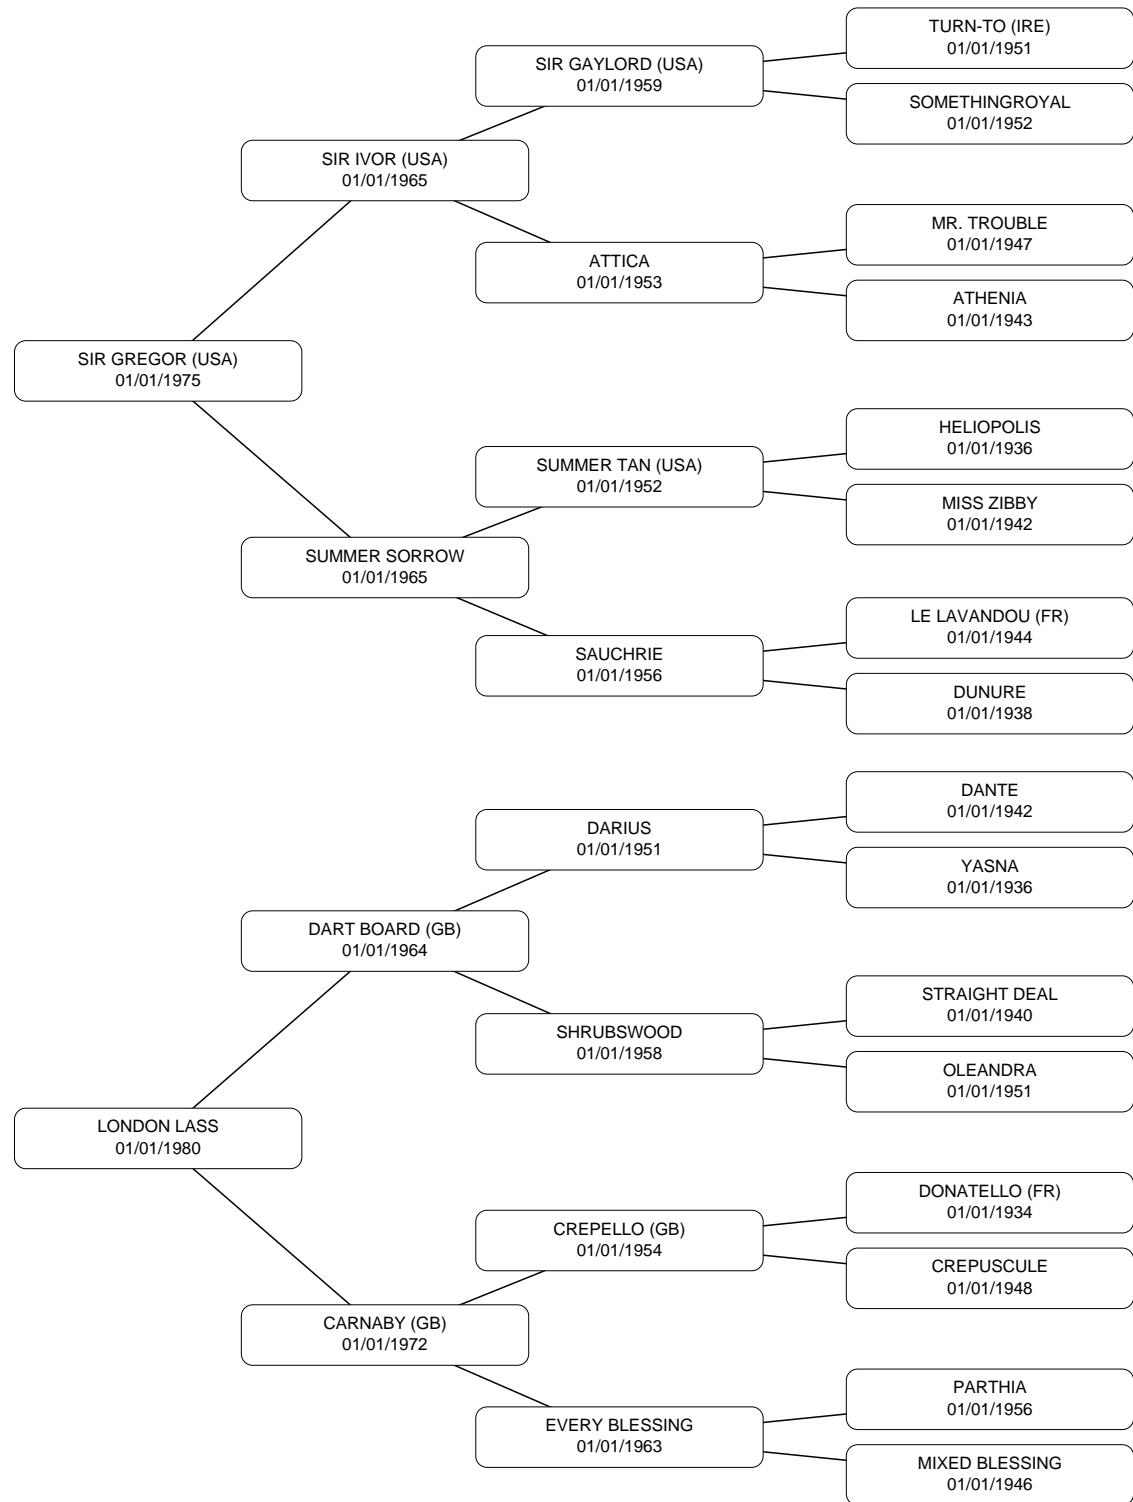 TURN-TO (IRE)
01/01/1951
SIR GAYLORD (USA)
01/01/1959
SOMETHINGROYAL
01/01/1952
SIR IVOR (USA)
01/01/1965
MR. TROUBLE
01/01/1947
ATTICA
01/01/1953
ATHENIA
01/01/1943
SIR GREGOR (USA)
01/01/1975
HELIOPOLIS
01/01/1936
SUMMER TAN (USA)
01/01/1952
MISS ZIBBY
01/01/1942
SUMMER SORROW
01/01/1965
LE LAVANDOU (FR)
01/01/1944
SAUCHRIE
01/01/1956
DUNURE
01/01/1938
DANTE
01/01/1942
DARIUS
01/01/1951
YASNA
01/01/1936
DART BOARD (GB)
01/01/1964
STRAIGHT DEAL
01/01/1940
SHRUBSWOOD
01/01/1958
OLEANDRA
01/01/1951
LONDON LASS
01/01/1980
DONATELLO (FR)
01/01/1934
CREPELLO (GB)
01/01/1954
CREPUSCULE
01/01/1948
CARNABY (GB)
01/01/1972
PARTHIA
01/01/1956
EVERY BLESSING
01/01/1963
MIXED BLESSING
01/01/1946